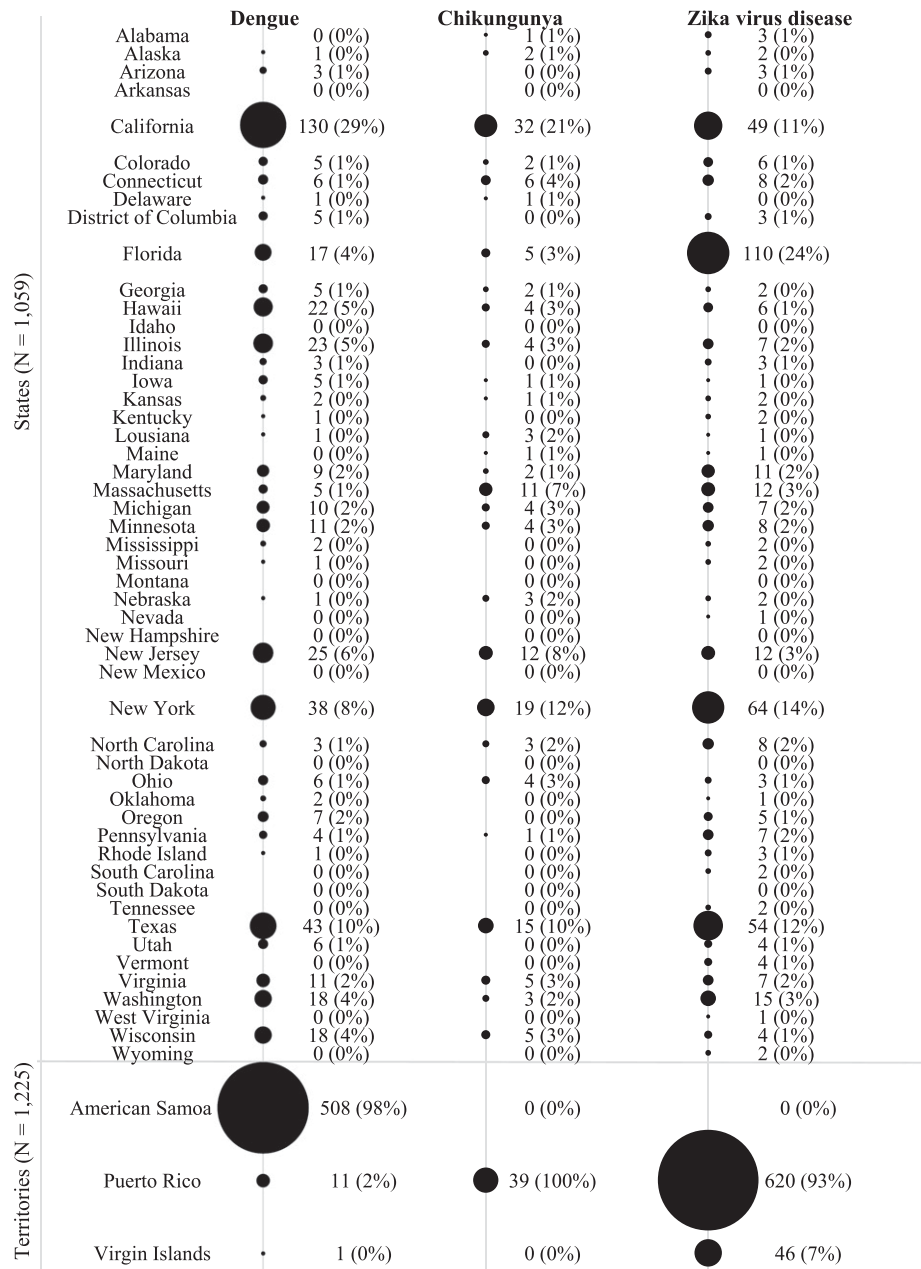 Dengue Chikungunya Zika virus disease
Alabama 0 (0%) 1 (1%) 3 (1%)
Alaska 1 (0%) 2 (1%) 2 (0%)
Arizona 3 (1%) 0 (0%) 3 (1%)
Arkansas 0 (0%) 0 (0%) 0 (0%)
California 130 (29%) 32 (21%) 49 (11%)
Colorado 5 (1%) 2 (1%) 6 (1%)
Connecticut 6 (1%) 6 (4%) 8 (2%)
Delaware 1 (0%) 1 (1%) 0 (0%)
District of Columbia 5 (1%) 0 (0%) 3 (1%)
Florida 17 (4%) 5 (3%) 110 (24%)
Georgia 5 (1%) 2 (1%) 2 (0%)
Hawaii 22 (5%) 4 (3%) 6 (1%)
Idaho 0 (0%) 0 (0%) 0 (0%)
Illinois 23 (5%) 4 (3%) 7 (2%)
Indiana 3 (1%) 0 (0%) 3 (1%)
Iowa 5 (1%) 1 (1%) 1 (0%)
Kansas 2 (0%) 1 (1%) 2 (0%)
Kentucky 1 (0%) 0 (0%) 2 (0%)
Lousiana 1 (0%) 3 (2%) 1 (0%)
Maine 0 (0%) 1 (1%) 1 (0%)
Maryland 9 (2%) 2 (1%) 11 (2%)
Massachusetts 5 (1%) 11 (7%) 12 (3%)
Michigan 10 (2%) 4 (3%) 7 (2%)
Minnesota 11 (2%) 4 (3%) 8 (2%)
Mississippi 2 (0%) 0 (0%) 2 (0%)
Missouri 1 (0%) 0 (0%) 2 (0%)
Montana 0 (0%) 0 (0%) 0 (0%)
Nebraska 1 (0%) 3 (2%) 2 (0%)
Nevada 0 (0%) 0 (0%) 1 (0%)
New Hampshire 0 (0%) 0 (0%) 0 (0%)
New Jersey 25 (6%) 12 (8%) 12 (3%)
New Mexico 0 (0%) 0 (0%) 0 (0%)
New York 38 (8%) 19 (12%) 64 (14%)
North Carolina 3 (1%) 3 (2%) 8 (2%)
North Dakota 0 (0%) 0 (0%) 0 (0%)
Ohio 6 (1%) 4 (3%) 3 (1%)
Oklahoma 2 (0%) 0 (0%) 1 (0%)
Oregon 7 (2%) 0 (0%) 5 (1%)
Pennsylvania 4 (1%) 1 (1%) 7 (2%)
Rhode Island 1 (0%) 0 (0%) 3 (1%)
South Carolina 0 (0%) 0 (0%) 2 (0%)
South Dakota 0 (0%) 0 (0%) 0 (0%)
Tennessee 0 (0%) 0 (0%) 2 (0%)
Texas 43 (10%) 15 (10%) 54 (12%)
Utah 6 (1%) 0 (0%) 4 (1%)
Vermont 0 (0%) 0 (0%) 4 (1%)
Virginia 11 (2%) 5 (3%) 7 (2%)
Washington 18 (4%) 3 (2%) 15 (3%)
West Virginia 0 (0%) 0 (0%) 1 (0%)
Wisconsin 18 (4%) 5 (3%) 4 (1%)
Wyoming 0 (0%) 0 (0%) 2 (0%)
States (N = 1,059)
American Samoa 508 (98%) 0 (0%) 0 (0%)
Puerto Rico 11 (2%) 39 (100%) 620 (93%)
Virgin Islands 1 (0%) 0 (0%) 46 (7%)
Territories (N = 1,225)